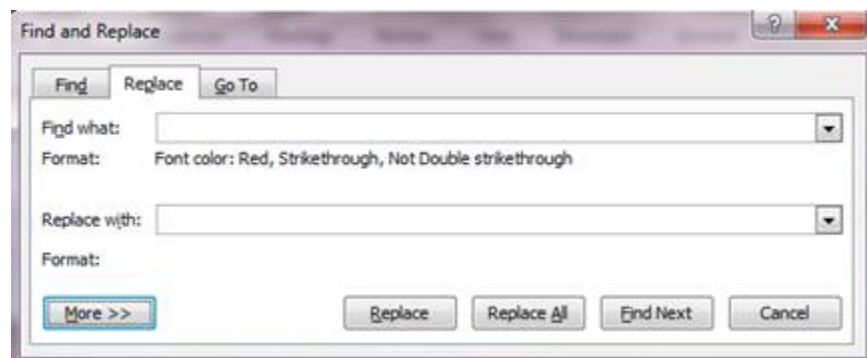 Find and Replace
Find Replace Go To
Find what:
Format: Font color: Red, Strikethrough, Not Double strikethrough
Replace with:
Format:
More >> Replace Replace All Find Next Cancel